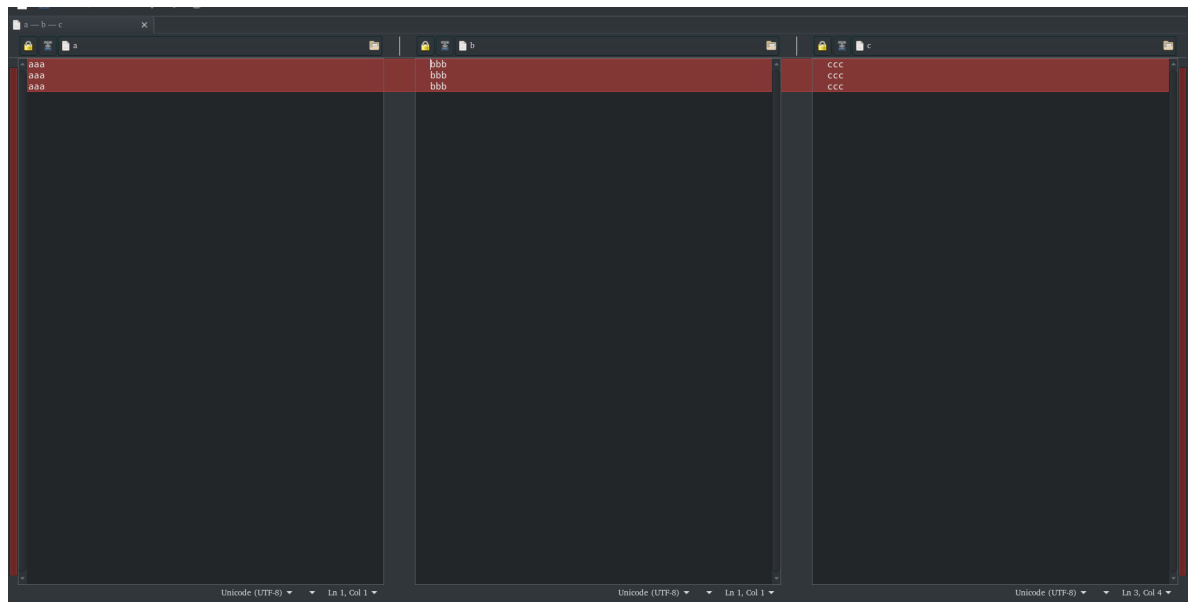 a — b — c
a
b
c
aaa
aaa
aaa
bbb
bbb
bbb
ccc
ccc
ccc
Unicode (UTF-8)
Ln 1, Col 1
Unicode (UTF-8)
Ln 1, Col 1
Unicode (UTF-8)
Ln 3, Col 4